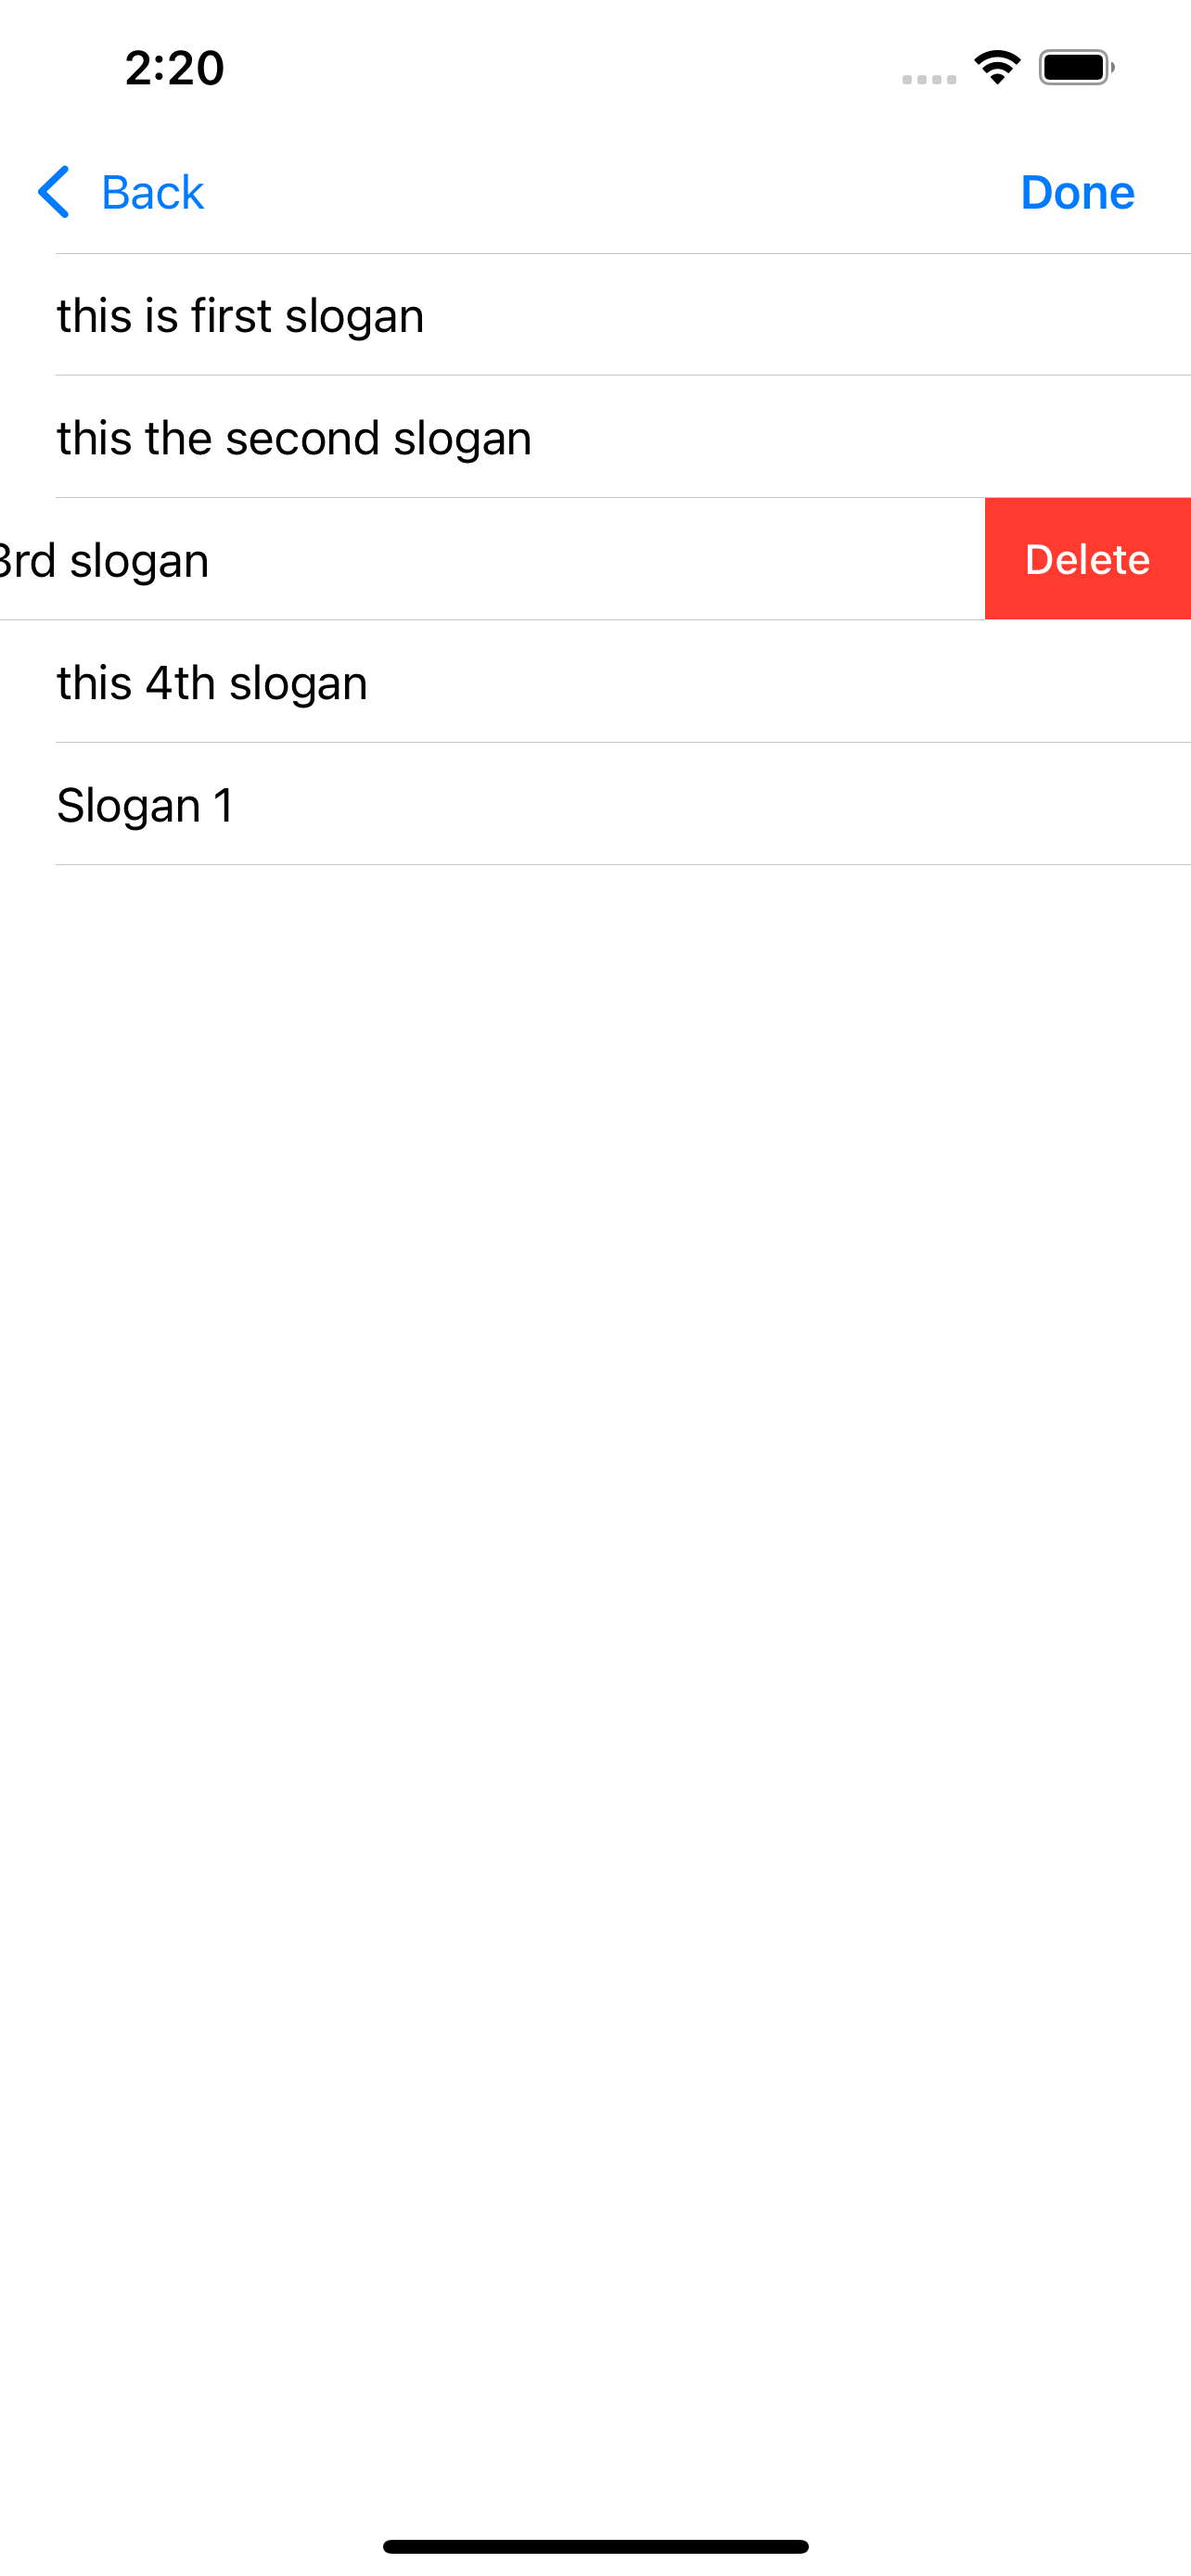 2:20
Back Done
this is first slogan
this the second slogan
3rd slogan Delete
this 4th slogan
Slogan 1